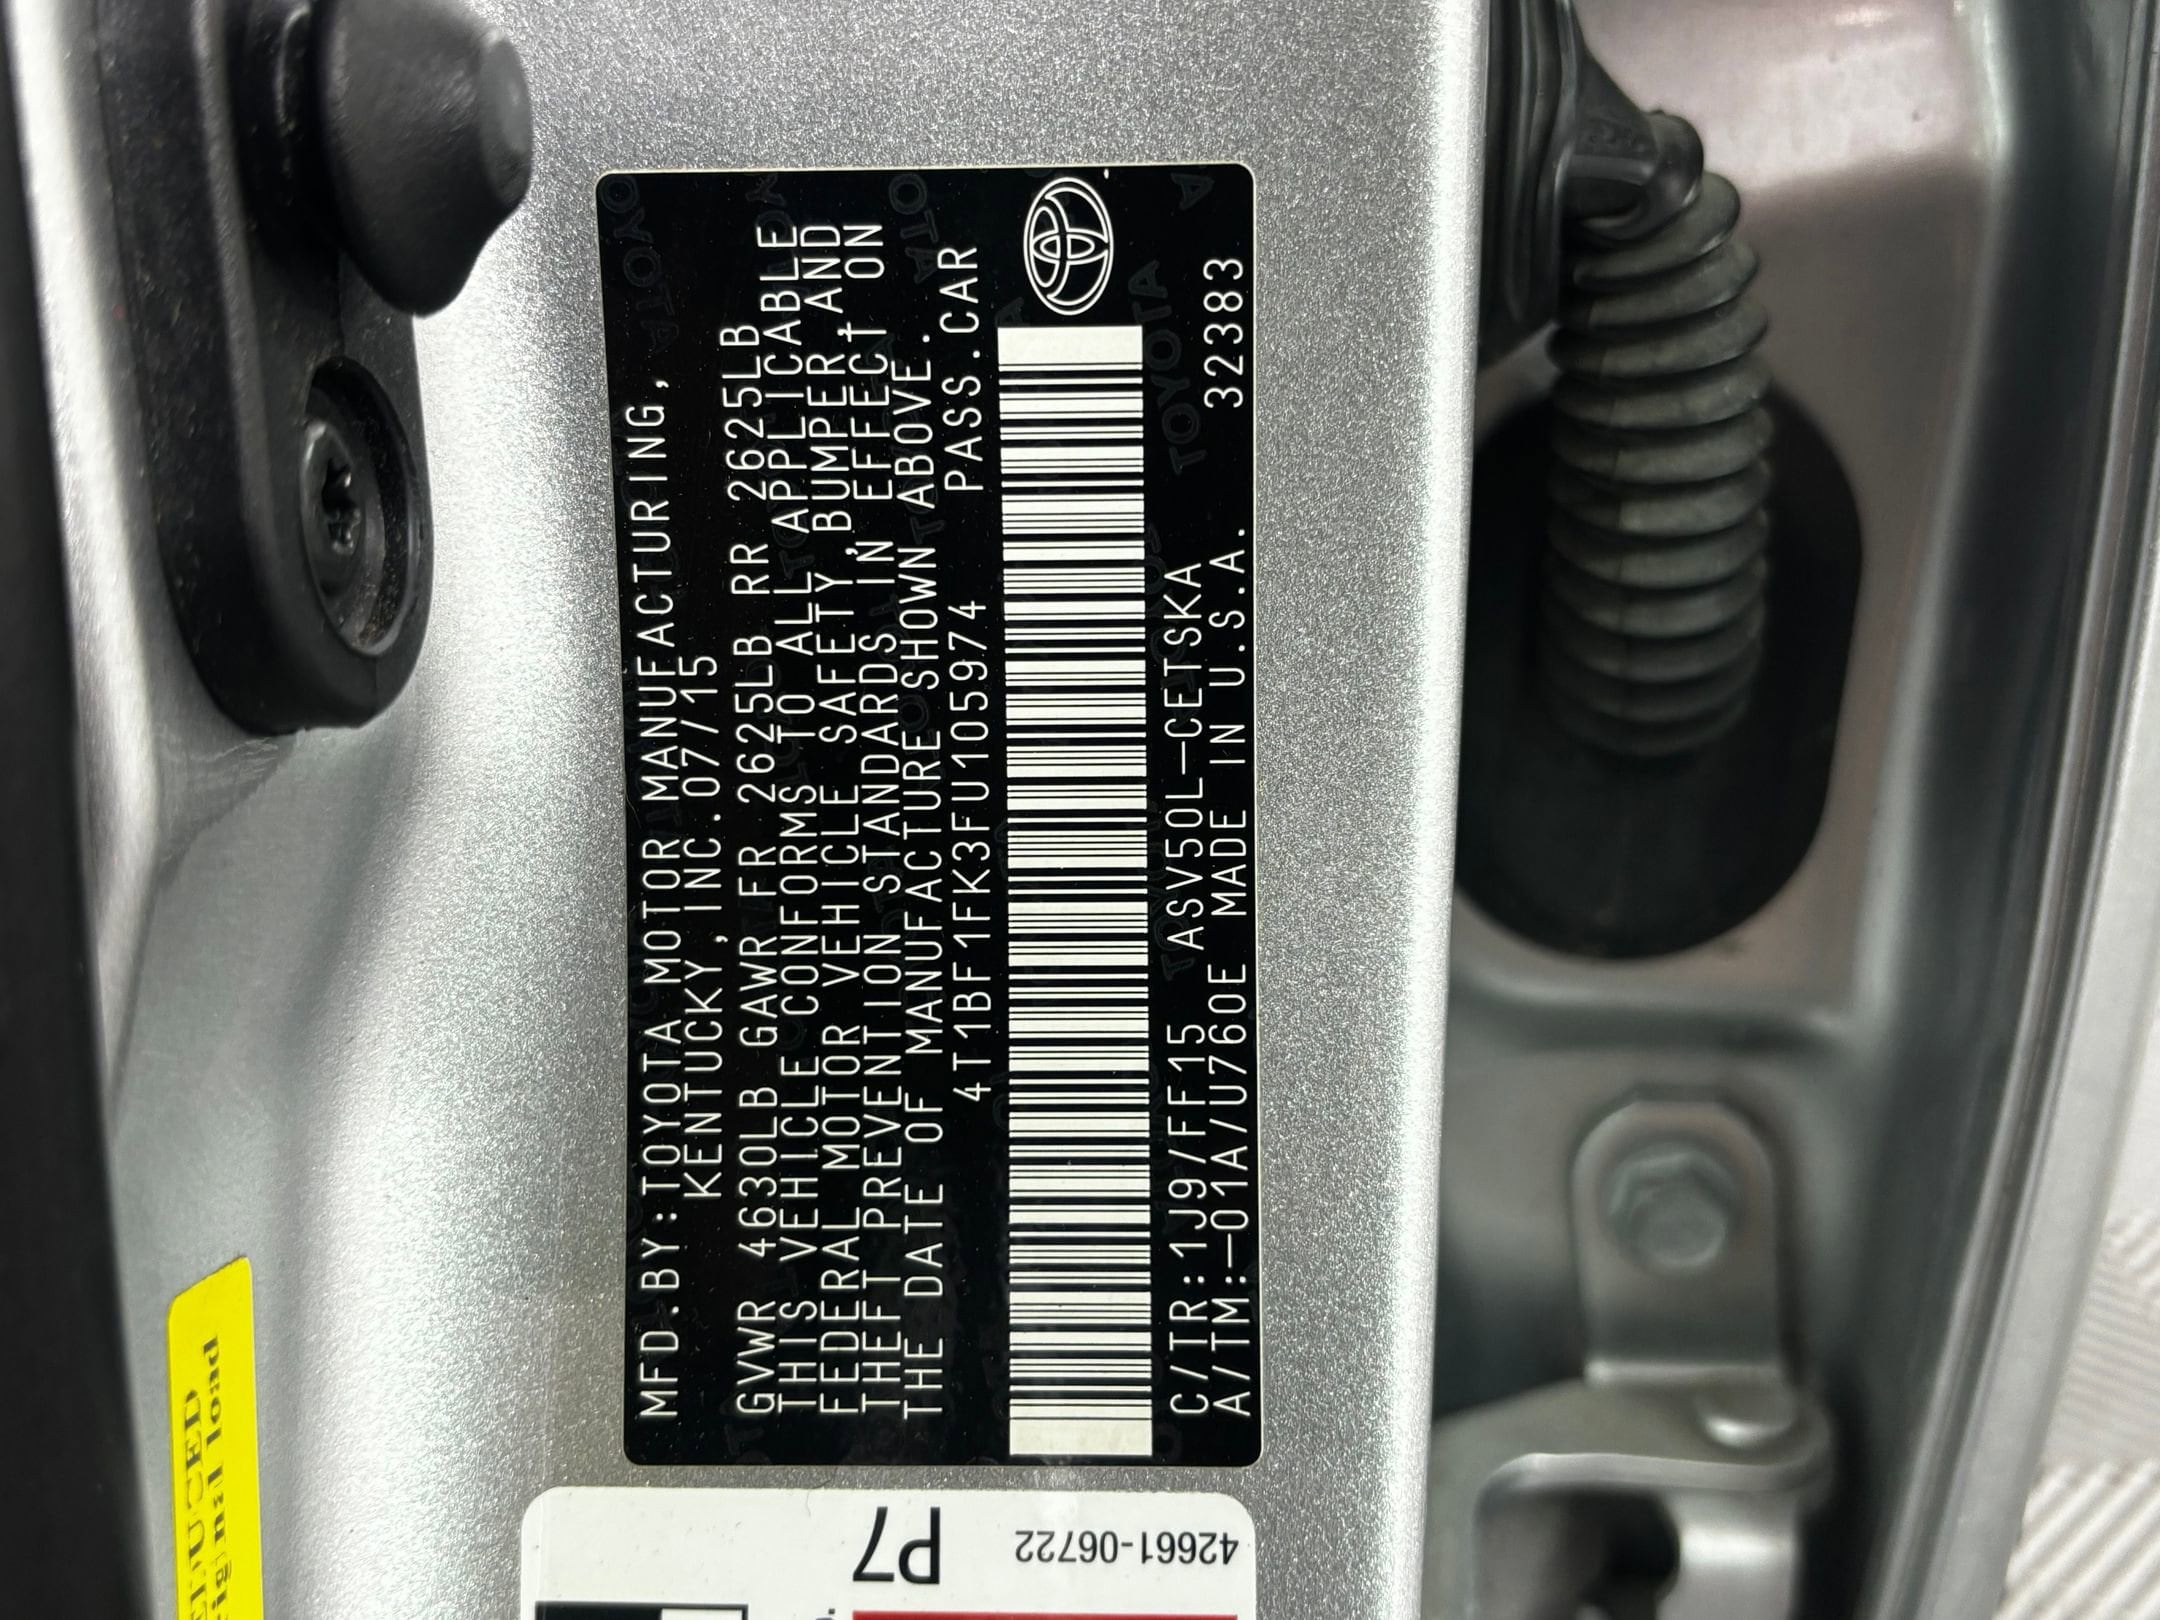 MFD.BY:TOYOTA MOTOR MANUFACTURING,
KENTUCKY, INC.07/15
GVWR 4630LB GAWR FR 2625LB RR 2625LB
THIS VEHICLE CONFORMS TO ALL APPLICABLE
FEDERAL MOTOR VEHICLE SAFETY, BUMPER, AND
THEFT PREVENTION STANDARDS IN EFFECT ON
THE DATE OF MANUFACTURE SHOWN ABOVE.
4T1BF1FK3FU105974 PASS.CAR
C/TR:1J9/FF15 ASV50L-CETSKA
A/TM:-01A/U760E MADE IN U.S.A. 32383
P7
42661-06722